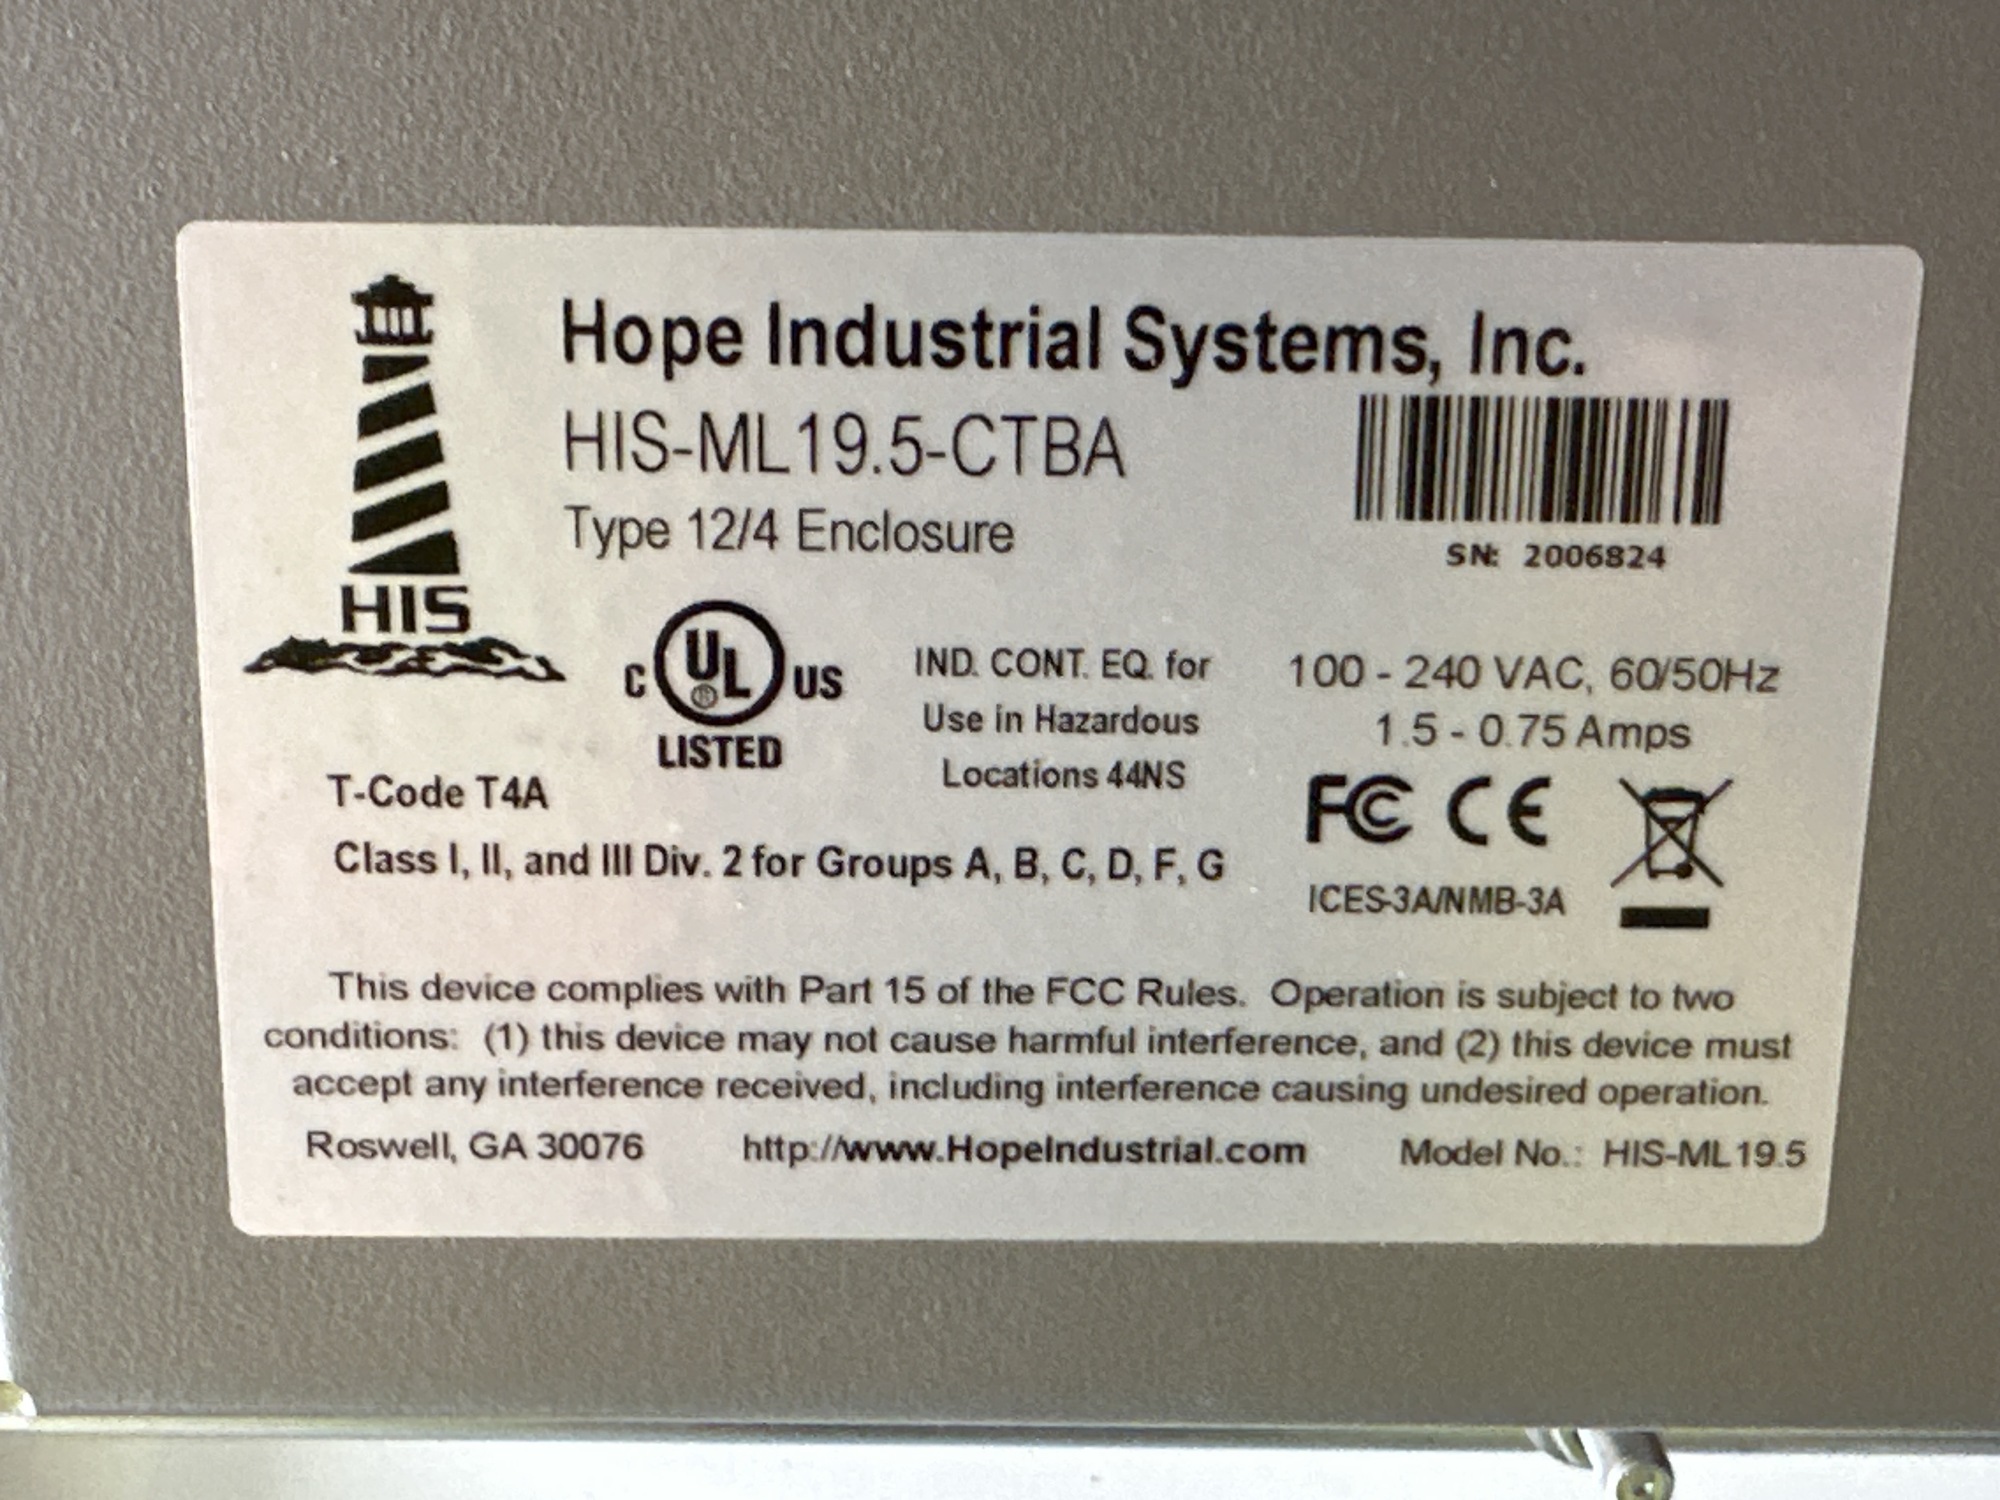 Hope Industrial Systems, Inc.
HIS-ML19.5-CTBA
Type 12/4 Enclosure
SN: 2006824
HIS
C UL ® US
LISTED
IND. CONT. EQ. for
Use in Hazardous
Locations 44NS
100 - 240 VAC, 60/50Hz
1.5 - 0.75 Amps
T-Code T4A
Class I, II, and III Div. 2 for Groups A, B, C, D, F, G
FC CE
ICES-3A/NMB-3A
This device complies with Part 15 of the FCC Rules. Operation is subject to two
conditions: (1) this device may not cause harmful interference, and (2) this device must
accept any interference received, including interference causing undesired operation.
Roswell, GA 30076 http://www.HopeIndustrial.com Model No.: HIS-ML19.5